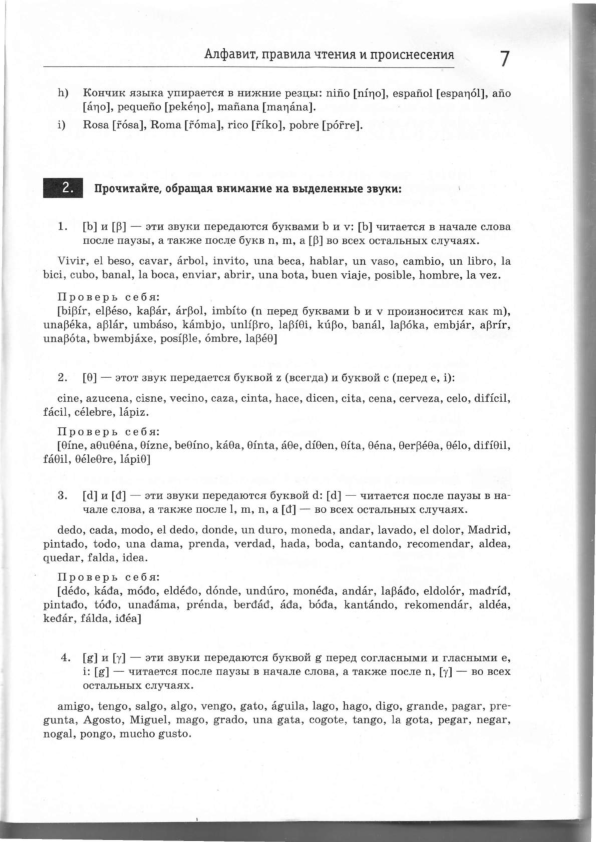 Алфавит, правила чтения и происнесения 7
h) Кончик языка упирается в нижние резцы: niño [níŋo], español [espaŋól], año
[áŋo], pequeño [pekéŋo], mañana [maŋána].
i) Rosa [r̃ósa], Roma [r̃óma], rico [r̃íko], pobre [póřre].
2. Прочитайте, обращая внимание на выделенные звуки:
1. [b] и [β] — эти звуки передаются буквами b и v: [b] читается в начале слова
после паузы, а также после букв n, m, а [β] во всех остальных случаях.
Vivir, el beso, cavar, árbol, invito, una beca, hablar, un vaso, cambio, un libro, la
bici, cubo, banal, la boca, enviar, abrir, una bota, buen viaje, posible, hombre, la vez.
Проверь себя:
[biβír, elβéso, kaβár, árβol, imbíto (n перед буквами b и v произносится как m),
unaβéka, aβlár, umbáso, kámbjo, unlíβro, laβíθi, kúβo, banál, laβóka, embjár, aβrír,
unaβóta, bwembjáxe, posíβle, ómbre, laβéθ]
2. [θ] — этот звук передается буквой z (всегда) и буквой c (перед e, i):
cine, azucena, cisne, vecino, caza, cinta, hace, dicen, cita, cena, cerveza, celo, difícil,
fácil, célebre, lápiz.
Проверь себя:
[θíne, aθuθéna, θízne, beθíno, káθa, θínta, áθe, díθen, θíta, θéna, θerβéθa, θélo, difíθil,
fáθil, θéleθre, lápiθ]
3. [d] и [đ] — эти звуки передаются буквой d: [d] — читается после паузы в на-
чале слова, а также после l, m, n, а [đ] — во всех остальных случаях.
dedo, cada, modo, el dedo, donde, un duro, moneda, andar, lavado, el dolor, Madrid,
pintado, todo, una dama, prenda, verdad, hada, boda, cantando, recomendar, aldea,
quedar, falda, idea.
Проверь себя:
[déđo, káđa, móđo, eldéđo, dónde, undúro, monéđa, andár, laβáđo, eldolór, mađríđ,
pintađo, tóđo, unađáma, prénda, berđáđ, áđa, bóđa, kantándo, rekomendár, aldéa,
keđár, fálda, iđéa]
4. [g] и [γ] — эти звуки передаются буквой g перед согласными и гласными e,
i: [g] — читается после паузы в начале слова, а также после n, [γ] — во всех
остальных случаях.
amigo, tengo, salgo, algo, vengo, gato, águila, lago, hago, digo, grande, pagar, pre-
gunta, Agosto, Miguel, mago, grado, una gata, cogote, tango, la gota, pegar, negar,
nogal, pongo, mucho gusto.